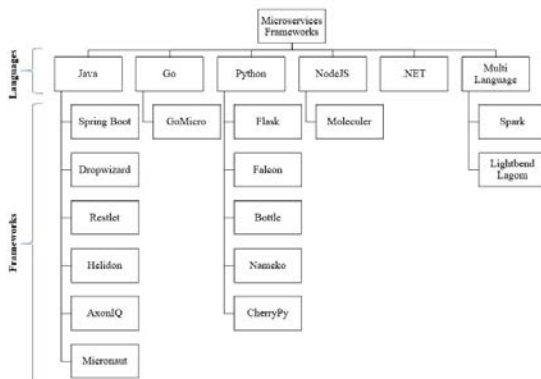 Microservices
Frameworks
Languages
Java
Go
Python
NodeJS
.NET
Multi
Language
Frameworks
Spring Boot
GoMicro
Flask
Moleculer
Spark
Dropwizard
Falcon
Lightbend
Lagom
Restlet
Bottle
Helidon
Nameko
AxonIQ
CherryPy
Micronaut